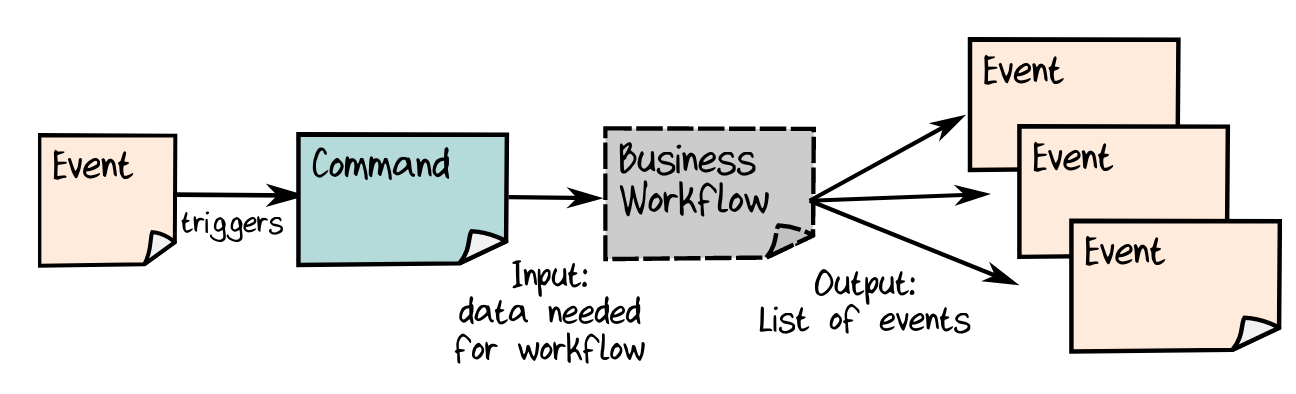 Event
triggers
Command
Input:
data needed
for workflow
Business
Workflow
Output:
List of events
Event
Event
Event